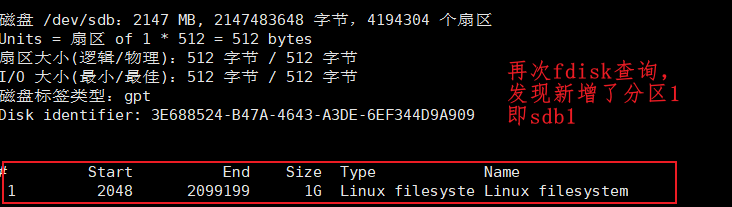 磁盘 /dev/sdb：2147 MB, 2147483648 字节，4194304 个扇区
Units = 扇区 of 1 * 512 = 512 bytes
扇区大小(逻辑/物理)：512 字节 / 512 字节
I/O 大小(最小/最佳)：512 字节 / 512 字节
磁盘标签类型：gpt
Disk identifier: 3E688524-B47A-4643-A3DE-6EF344D9A909
再次fdisk查询，
发现新增了分区1
即sdb1
# Start End Size Type Name
1 2048 2099199 1G Linux filesyste Linux filesystem